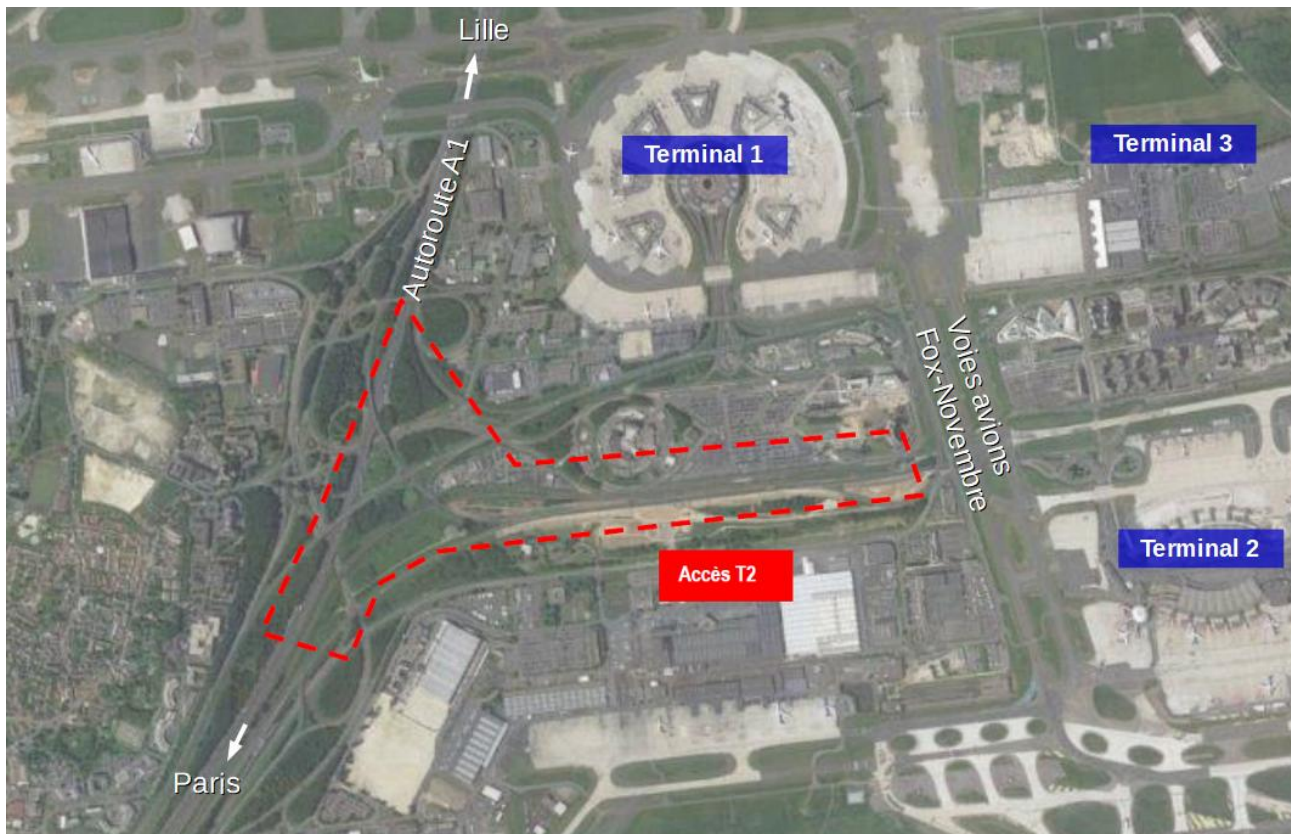 Lille
Terminal 1
Terminal 3
Autoroute A1
Voies avions
Fox-Novembre
Terminal 2
Accès T2
Paris